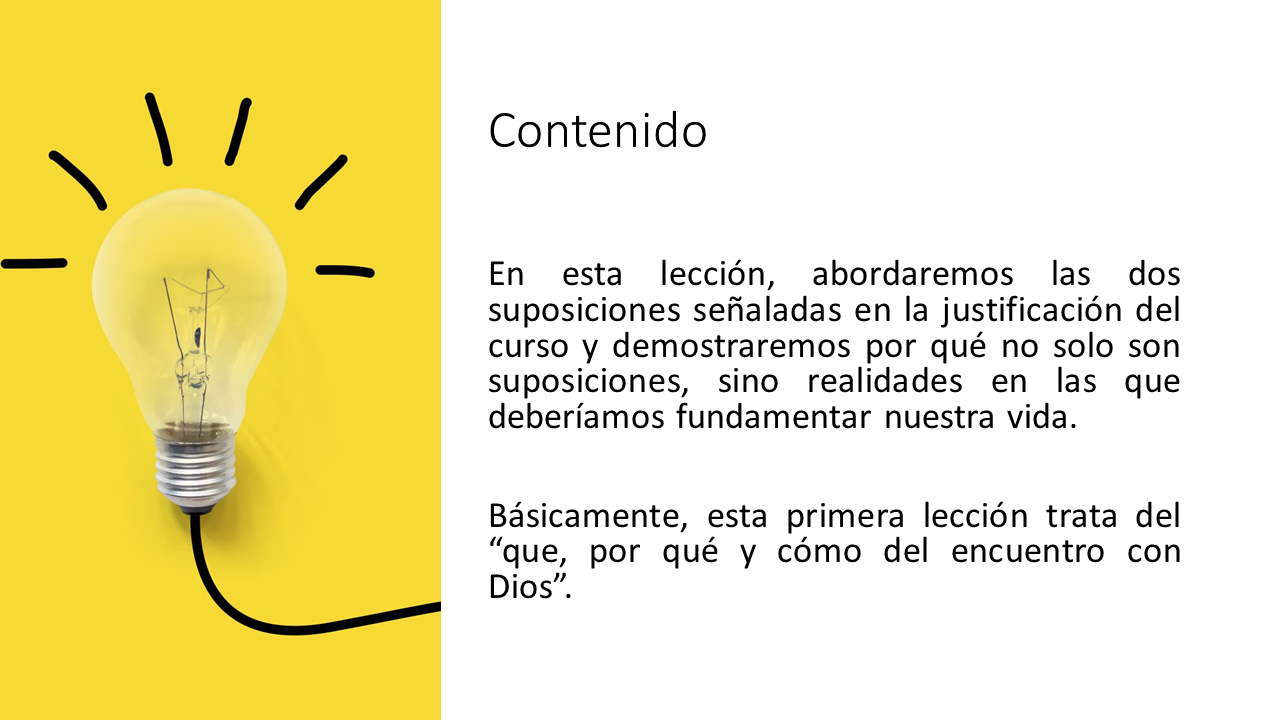 Contenido
En esta lección, abordaremos las dos
suposiciones señaladas en la justificación del
curso y demostraremos por qué no solo son
suposiciones, sino realidades en las que
deberíamos fundamentar nuestra vida.
Básicamente, esta primera lección trata del
“que, por qué y cómo del encuentro con
Dios”.